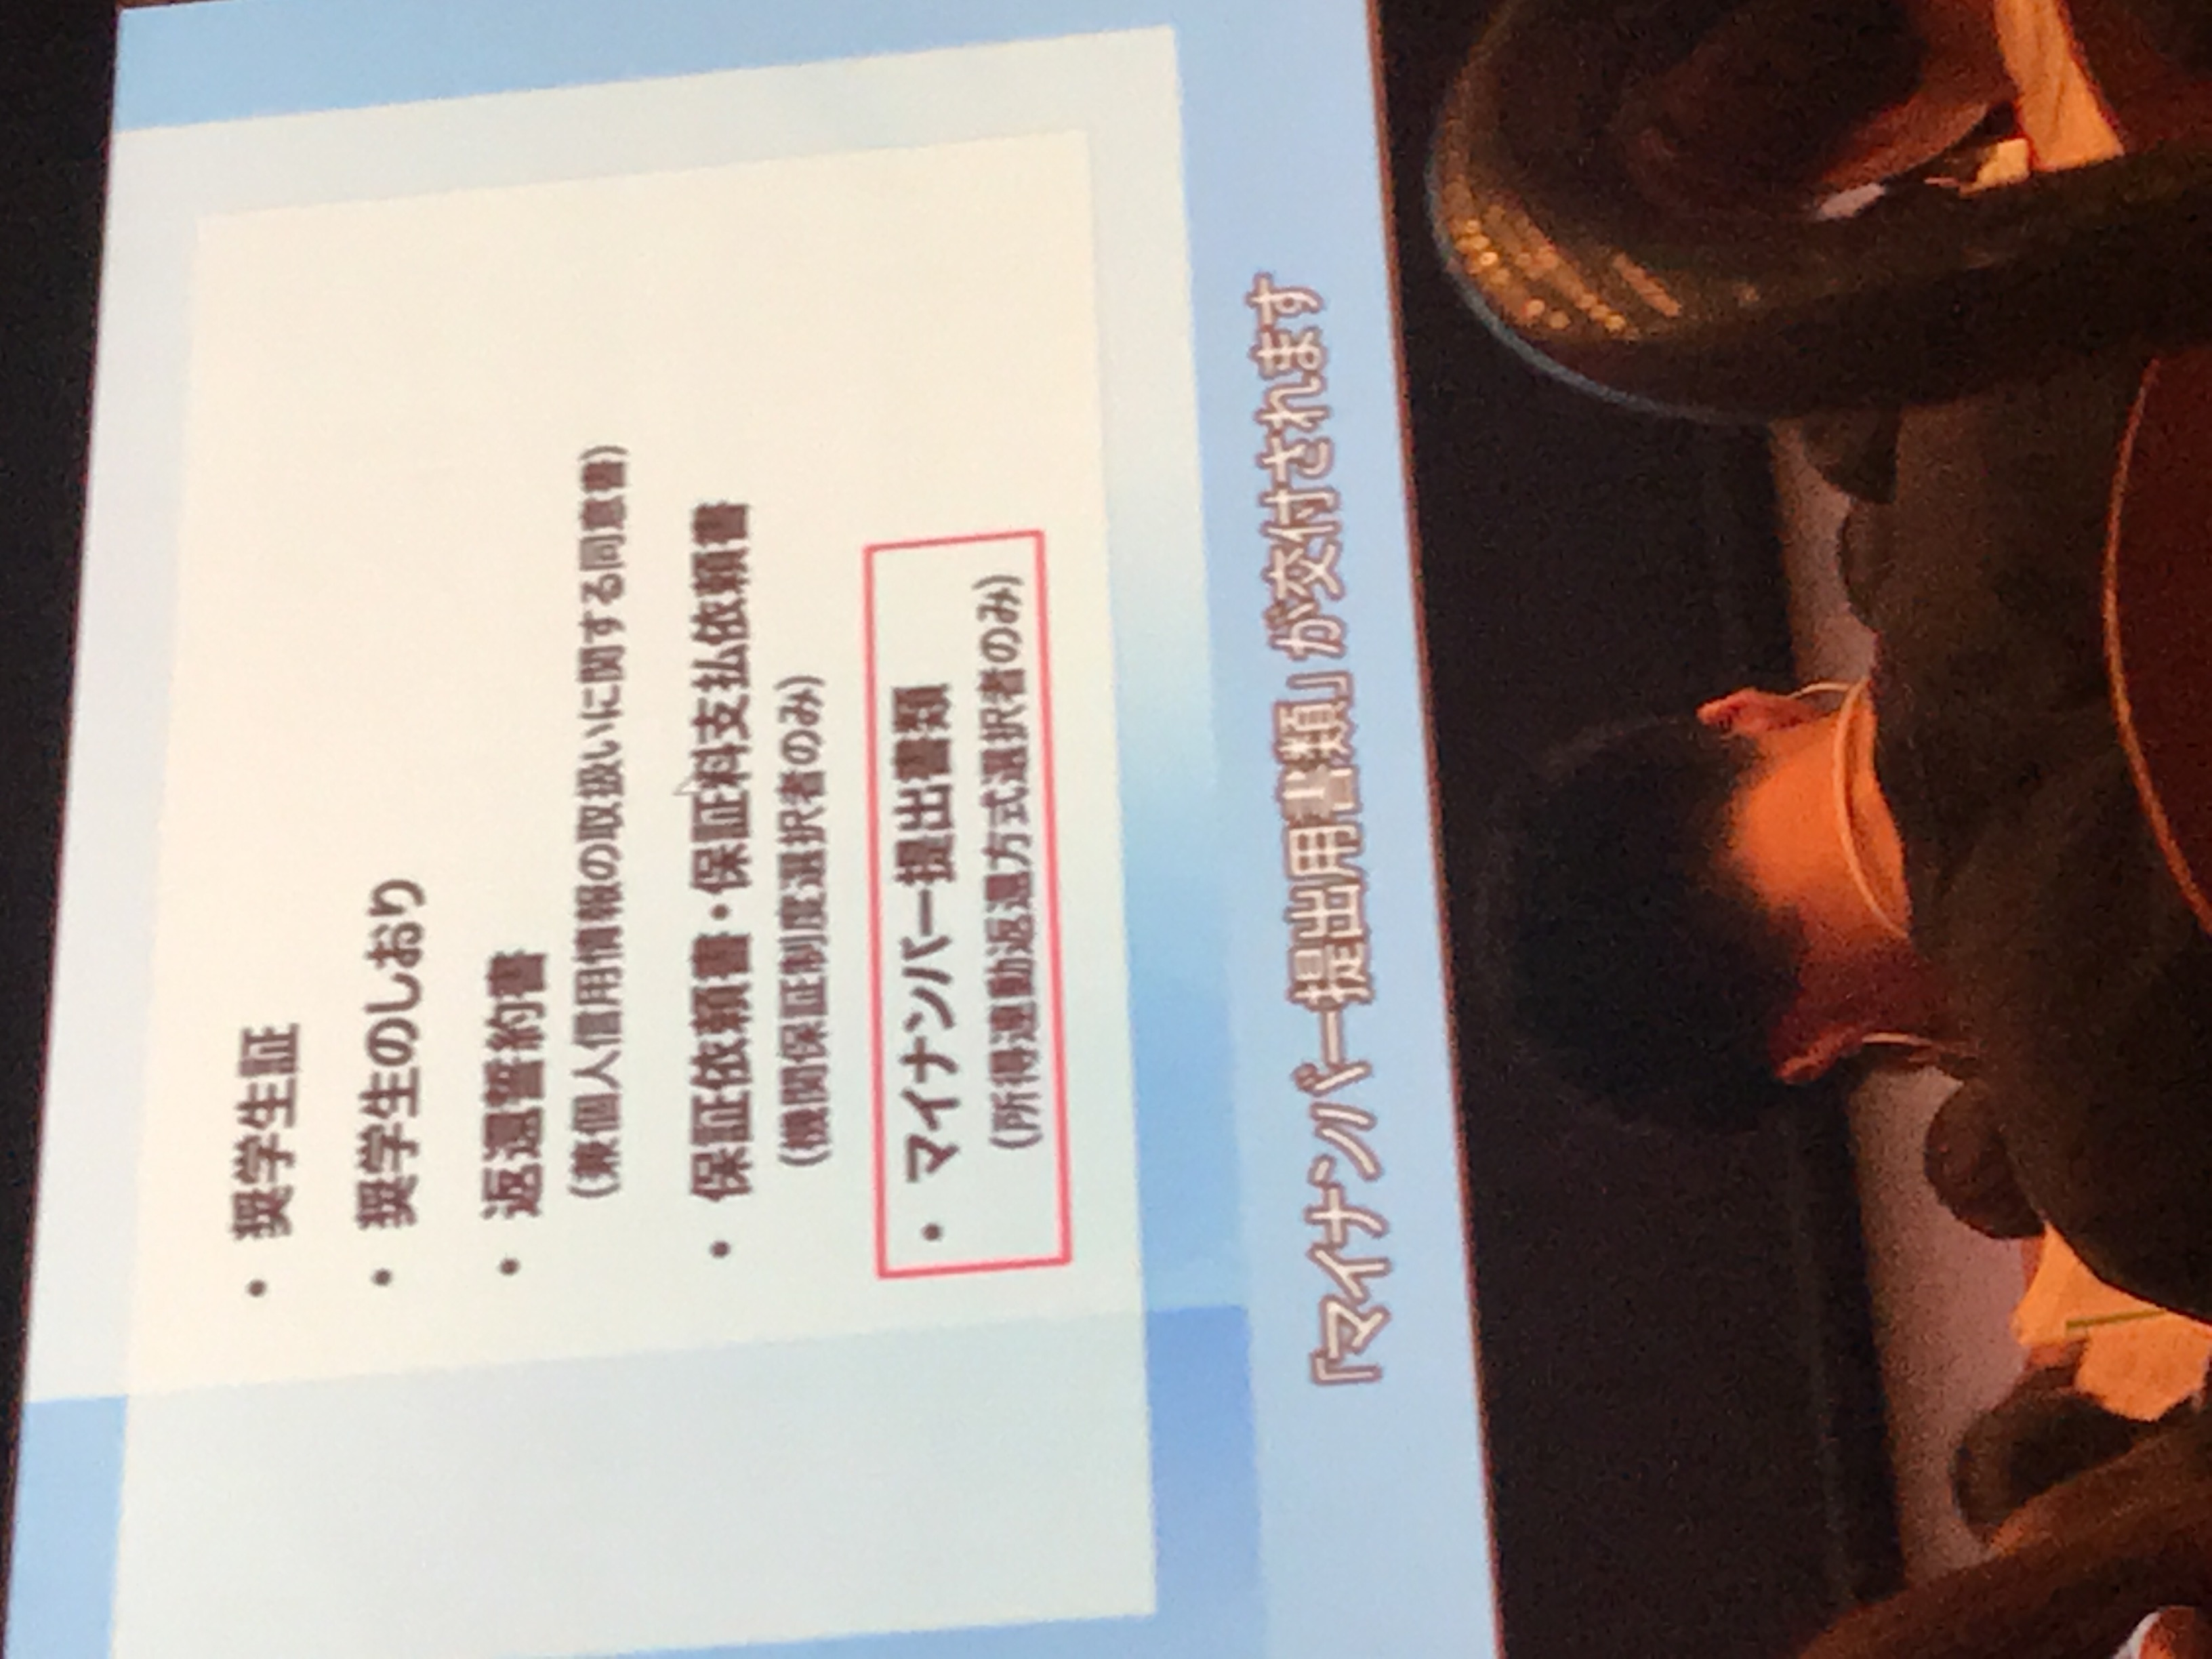 • 奨学生証
• 奨学生のしおり
• 返還誓約書
(兼個人信用情報の取扱いに関する同意書)
• 保証依頼書・保証料支払依頼書
(機関保証制度選択者のみ)
• マイナンバー提出書類
(所得連動返還方式選択者のみ)
「マイナンバー提出用書類」が交付されます